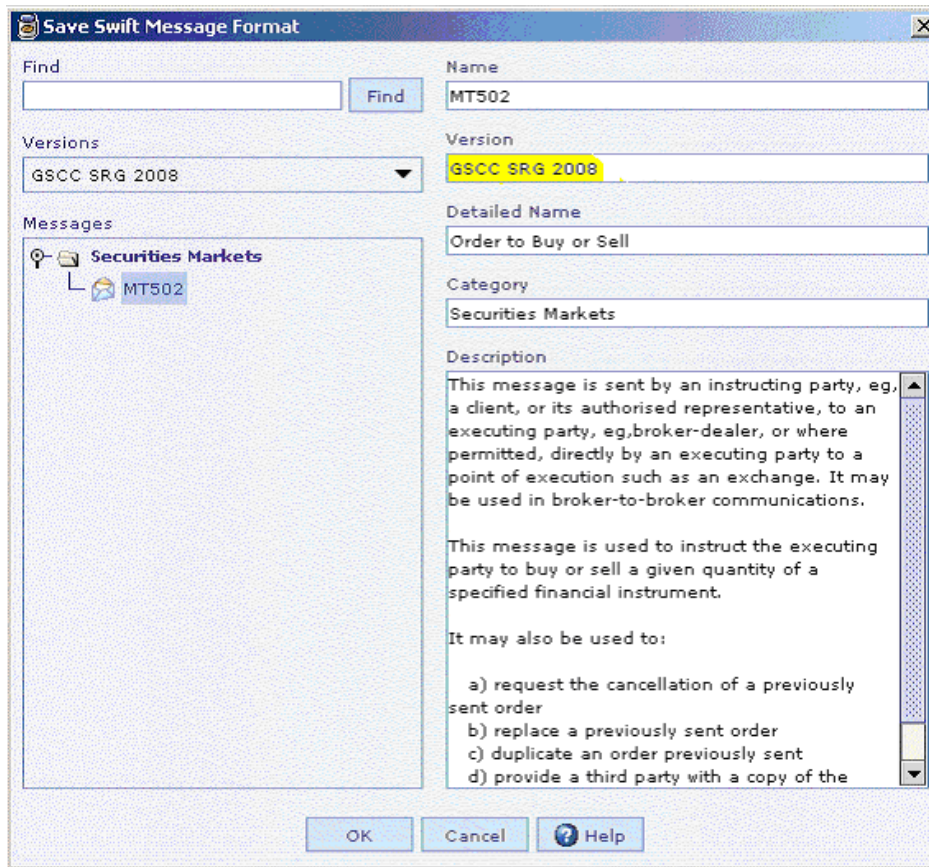 Save Swift Message Format
Find
Find
Versions
GSCC SRG 2008
Messages
Securities Markets
MT502
Name
MT502
Version
GSCC SRG 2008
Detailed Name
Order to Buy or Sell
Category
Securities Markets
Description
This message is sent by an instructing party, eg,
a client, or its authorised representative, to an
executing party, eg,broker-dealer, or where
permitted, directly by an executing party to a
point of execution such as an exchange. It may
be used in broker-to-broker communications.
This message is used to instruct the executing
party to buy or sell a given quantity of a
specified financial instrument.
It may also be used to:
a) request the cancellation of a previously
sent order
b) replace a previously sent order
c) duplicate an order previously sent
d) provide a third party with a copy of the
OK
Cancel
Help